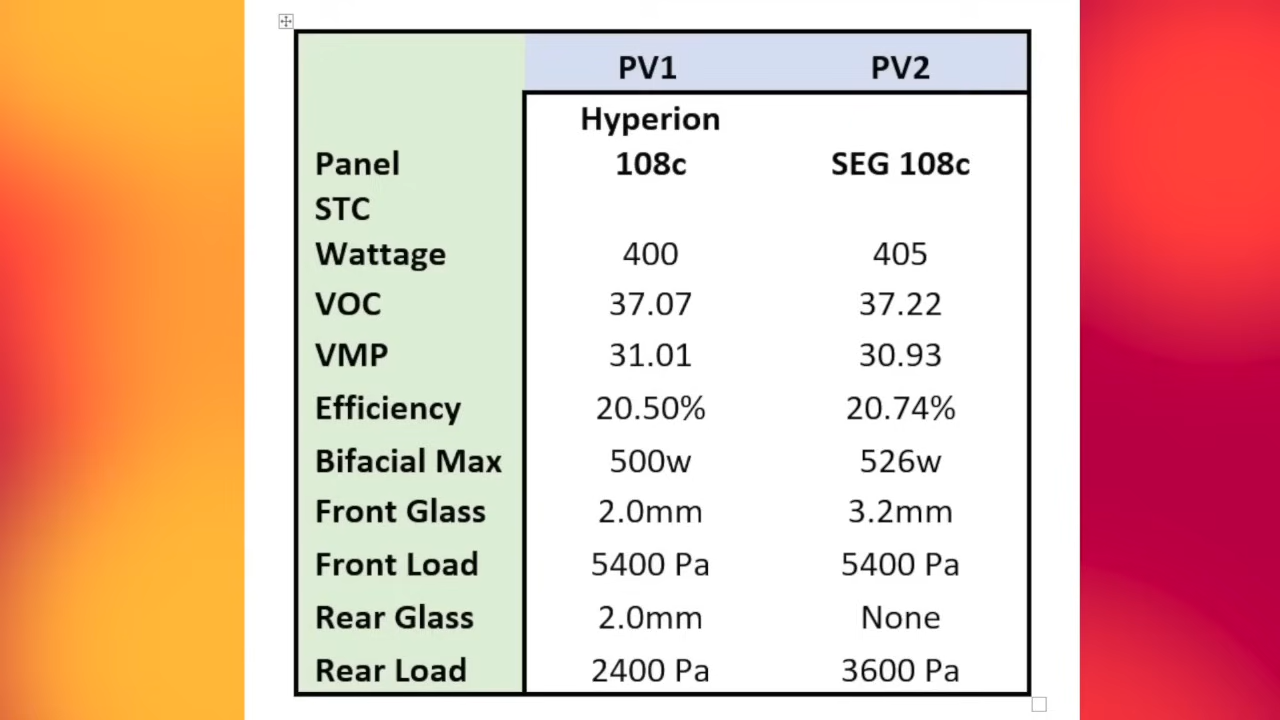 PV1 PV2
Hyperion
Panel 108c SEG 108c
STC
Wattage 400 405
VOC 37.07 37.22
VMP 31.01 30.93
Efficiency 20.50% 20.74%
Bifacial Max 500w 526w
Front Glass 2.0mm 3.2mm
Front Load 5400 Pa 5400 Pa
Rear Glass 2.0mm None
Rear Load 2400 Pa 3600 Pa